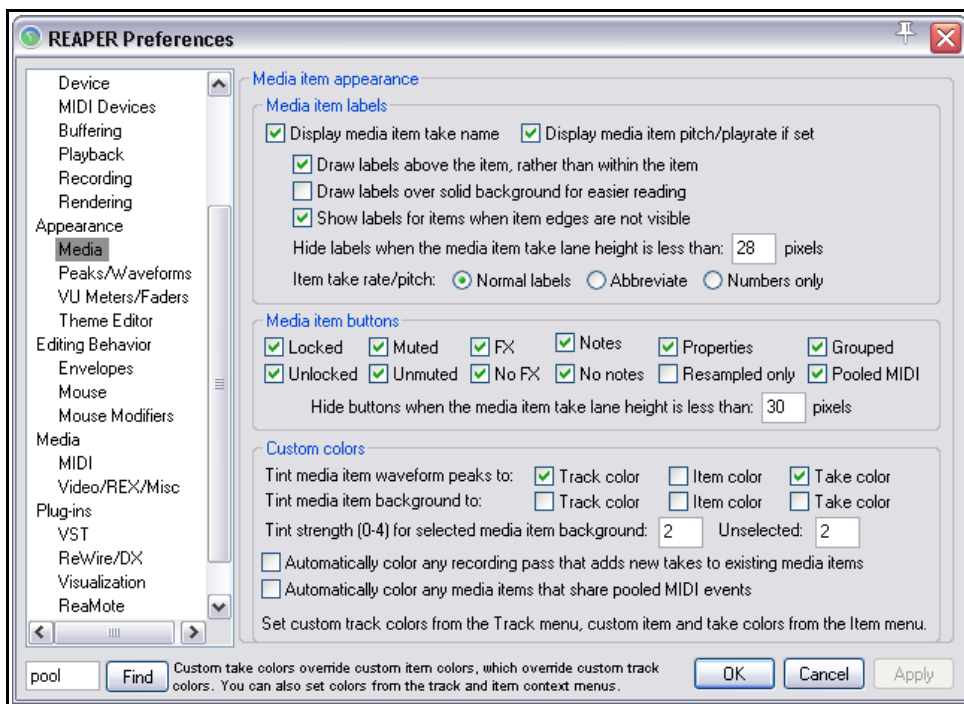 REAPER Preferences
Device
MIDI Devices
Buffering
Playback
Recording
Rendering
Appearance
Media
Peaks/Waveforms
VU Meters/Faders
Theme Editor
Editing Behavior
Envelopes
Mouse
Mouse Modifiers
Media
MIDI
Video/REX/Misc
Plug-ins
VST
ReWire/DX
Visualization
ReaMote
Media item appearance
Media item labels
Display media item take name Display media item pitch/playrate if set
Draw labels above the item, rather than within the item
Draw labels over solid background for easier reading
Show labels for items when item edges are not visible
Hide labels when the media item take lane height is less than: 28 pixels
Item take rate/pitch: Normal labels Abbreviate Numbers only
Media item buttons
Locked Muted FX Notes Properties Grouped
Unlocked Unmuted No FX No notes Resampled only Pooled MIDI
Hide buttons when the media item take lane height is less than: 30 pixels
Custom colors
Tint media item waveform peaks to: Track color Item color Take color
Tint media item background to: Track color Item color Take color
Tint strength (0-4) for selected media item background: 2 Unselected: 2
Automatically color any recording pass that adds new takes to existing media items
Automatically color any media items that share pooled MIDI events
Set custom track colors from the Track menu, custom item and take colors from the Item menu.
pool Find Custom take colors override custom item colors, which override custom track
colors. You can also set colors from the track and item context menus.
OK Cancel Apply